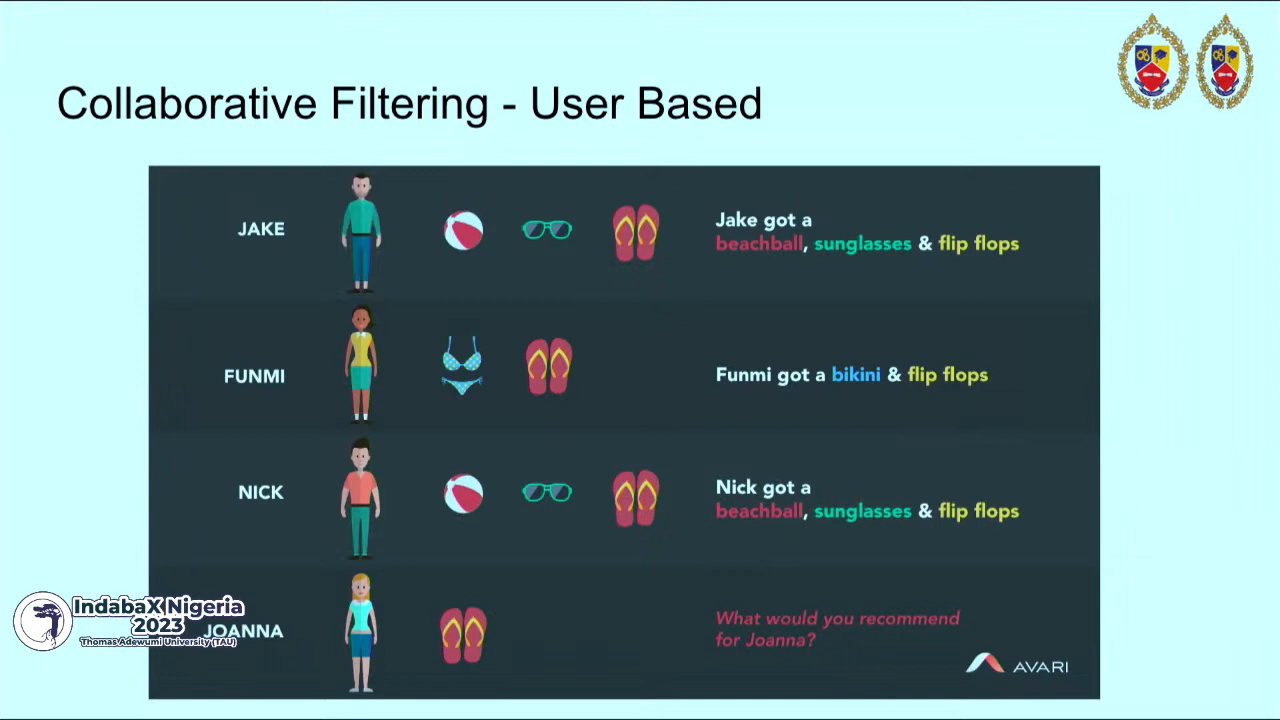 Collaborative Filtering - User Based
JAKE
Jake got a
beachball, sunglasses & flip flops
FUNMI
Funmi got a bikini & flip flops
NICK
Nick got a
beachball, sunglasses & flip flops
IndabaX Nigeria
2023
Thomas Adewumi University (TAU)
JOANNA
What would you recommend
for Joanna?
AVARI